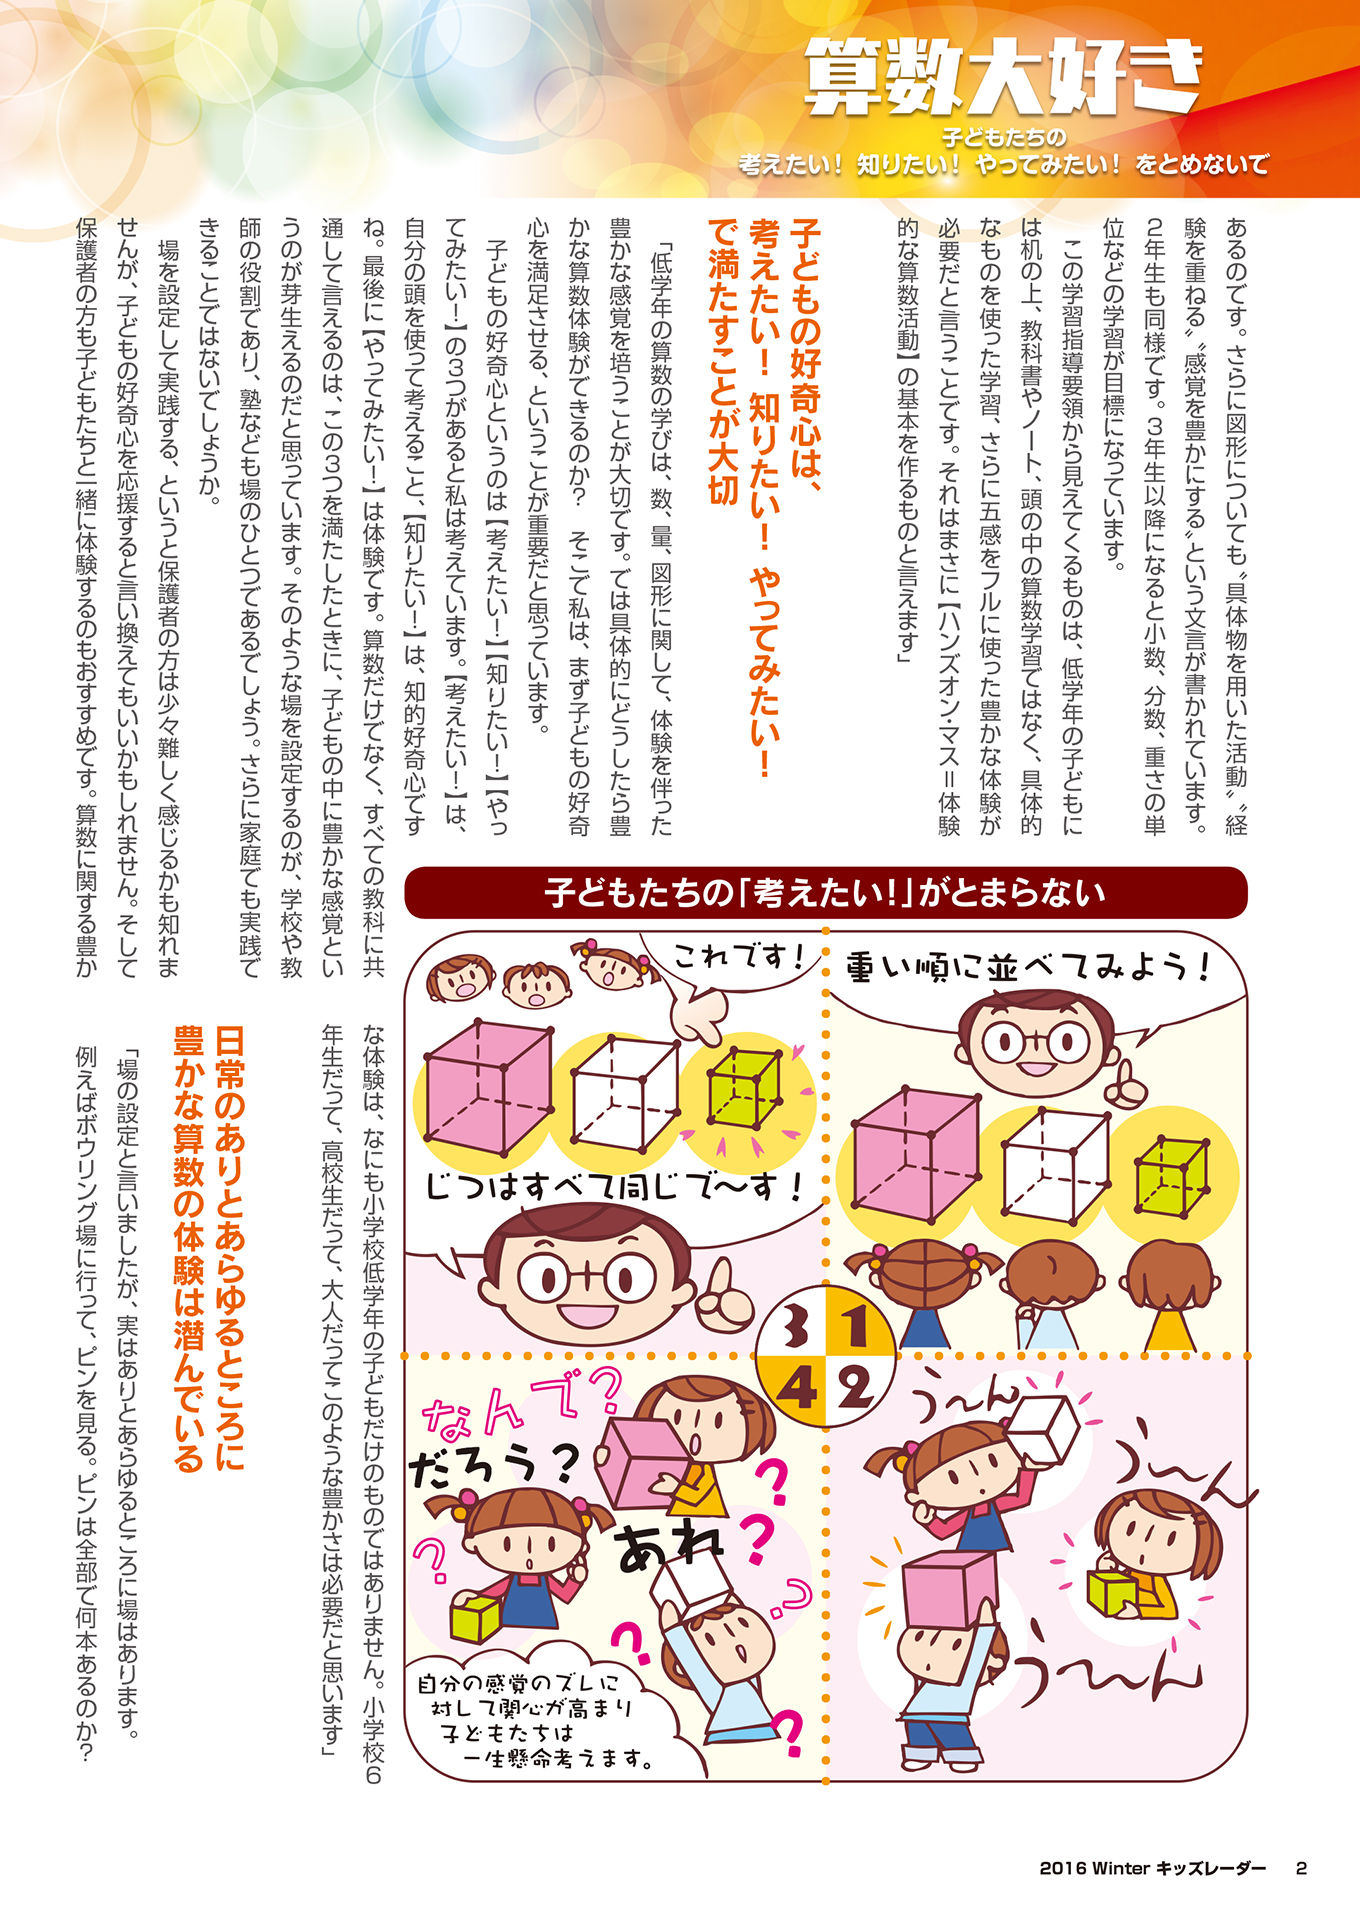 算数大好き
子どもたちの
考えたい！ 知りたい！ やってみたい！ をとめないで
あるのです。さらに図形についても〝具体物を用いた活動〟〝経
験を重ねる〟〝感覚を豊かにする〟という文言が書かれています。
２年生も同様です。３年生以降になると小数、分数、重さの単
位などの学習が目標になっています。
この学習指導要領から見えてくるものは、低学年の子どもに
は机の上、教科書やノート、頭の中の算数学習ではなく、具体的
なものを使った学習、さらに五感をフルに使った豊かな体験が
必要だと言うことです。それはまさに【ハンズオン・マス＝体験
的な算数活動】の基本を作るものと言えます」
子どもの好奇心は、
考えたい！ 知りたい！ やってみたい！
で満たすことが大切
「低学年の算数の学びは、数、量、図形に関して、体験を伴った
豊かな感覚を培うことが大切です。では具体的にどうしたら豊
かな算数体験ができるのか？　そこで私は、まず子どもの好奇
心を満足させる、ということが重要だと思っています。
子どもの好奇心というのは【考えたい！】【知りたい！】【やっ
てみたい！】の３つがあると私は考えています。【考えたい！】は、
自分の頭を使って考えること、【知りたい！】は、知的好奇心です
ね。最後に【やってみたい！】は体験です。算数だけでなく、すべての教科に共
通して言えるのは、この３つを満たしたときに、子どもの中に豊かな感覚とい
うのが芽生えるのだと思っています。そのような場を設定するのが、学校や教
師の役割であり、塾なども場のひとつであるでしょう。さらに家庭でも実践で
きることではないでしょうか。
場を設定して実践する、というと保護者の方は少々難しく感じるかも知れま
せんが、子どもの好奇心を応援すると言い換えてもいいかもしれません。そして
保護者の方も子どもたちと一緒に体験するのもおすすめです。算数に関する豊か
な体験は、なにも小学校低学年の子どもだけのものではありません。小学校６
年生だって、高校生だって、大人だってこのような豊かさは必要だと思います」
日常のありとあらゆるところに
豊かな算数の体験は潜んでいる
「場の設定と言いましたが、実はありとあらゆるところに場はあります。
例えばボウリング場に行って、ピンを見る。ピンは全部で何本あるのか？
子どもたちの「考えたい！」がとまらない
重い順に並べてみよう！
1
う〜ん
う〜ん
う〜ん
2
これです！
じつはすべて同じで〜す！
3
なんで？
だろう？
あれ
？
？
？
？
？
？
4
自分の感覚のズレに
対して関心が高まり
子どもたちは
一生懸命考えます。
2016 Winter キッズレーダー 2